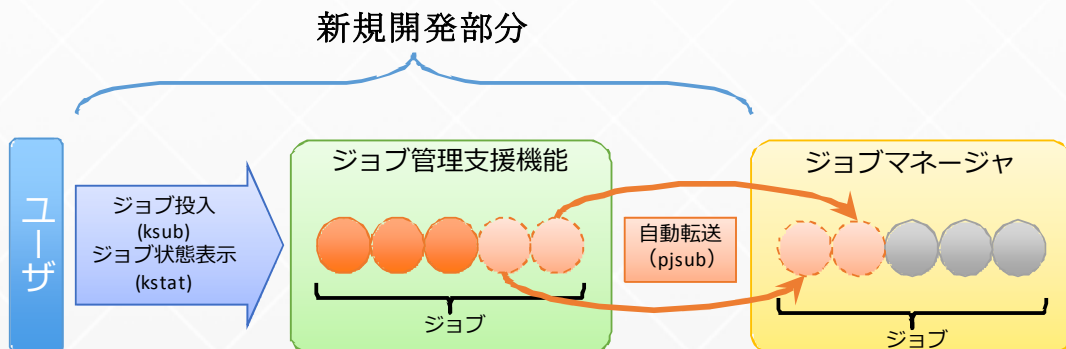 新規開発部分
ユーザ
ジョブ投入
(ksub)
ジョブ状態表示
(kstat)
ジョブ管理支援機能
ジョブ
自動転送
（pjsub）
ジョブマネージャ
ジョブ